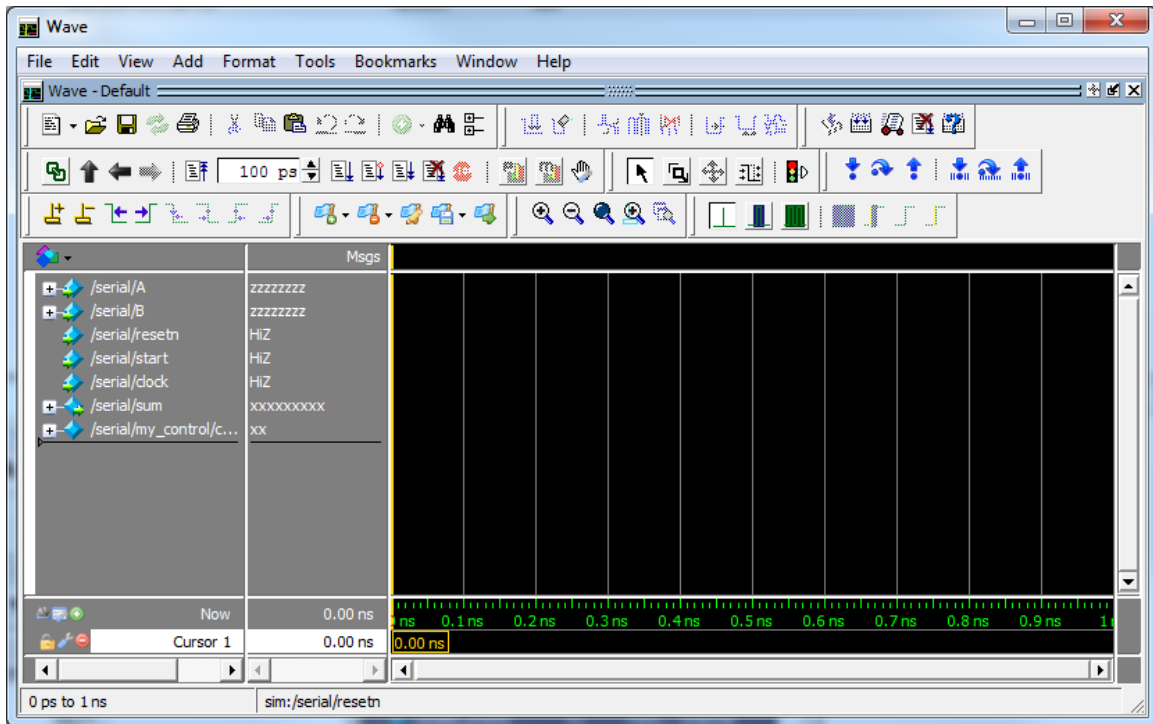 Wave
File Edit View Add Format Tools Bookmarks Window Help
Wave - Default
100 ps
Msgs
/serial/A zzzzzzzz
/serial/B zzzzzzzz
/serial/resetn HiZ
/serial/start HiZ
/serial/clock HiZ
/serial/sum xxxxxxxxx
/serial/my_control/c... xx
Now 0.00 ns
ns 0.1 ns 0.2 ns 0.3 ns 0.4 ns 0.5 ns 0.6 ns 0.7 ns 0.8 ns 0.9 ns 1
Cursor 1 0.00 ns 0.00 ns
0 ps to 1 ns sim:/serial/resetn